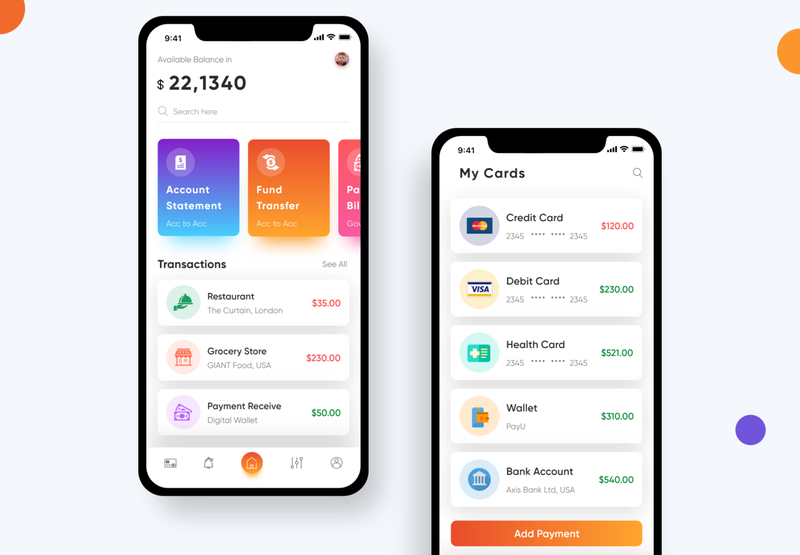 9:41
Available Balance in
$ 22,1340
Search here
Account
Statement
Acc to Acc
Fund
Transfer
Acc to Acc
Pa
Bil
Gov
Transactions
See All
Restaurant
The Curtain, London
$35.00
Grocery Store
GIANT Food, USA
$230.00
Payment Receive
Digital Wallet
$50.00
9:41
My Cards
Credit Card
2345 **** **** 2345
$120.00
VISA
Debit Card
2345 **** **** 2345
$230.00
Health Card
2345 **** **** 2345
$521.00
Wallet
PayU
$310.00
Bank Account
Axis Bank Ltd, USA
$540.00
Add Payment